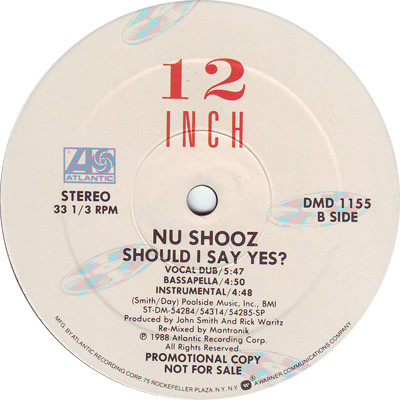 12
INCH
ATLANTIC
STEREO
33 1/3 RPM
DMD 1155
B SIDE
NU SHOOZ
SHOULD I SAY YES?
VOCAL DUB/5:47
BASSAPELLA/4:50
INSTRUMENTAL/4:48
(Smith/Day) Poolside Music, Inc., BMI
ST-DM-54284/54314/54285-SP
Produced by John Smith And Rick Waritz
Re-Mixed by Mantronik
℗ 1988 Atlantic Recording Corp.
All Rights Reserved.
PROMOTIONAL COPY
NOT FOR SALE
MFG. BY ATLANTIC RECORDING CORP., 75 ROCKEFELLER PLAZA, N.Y. N.Y. A WARNER COMMUNICATIONS COMPANY